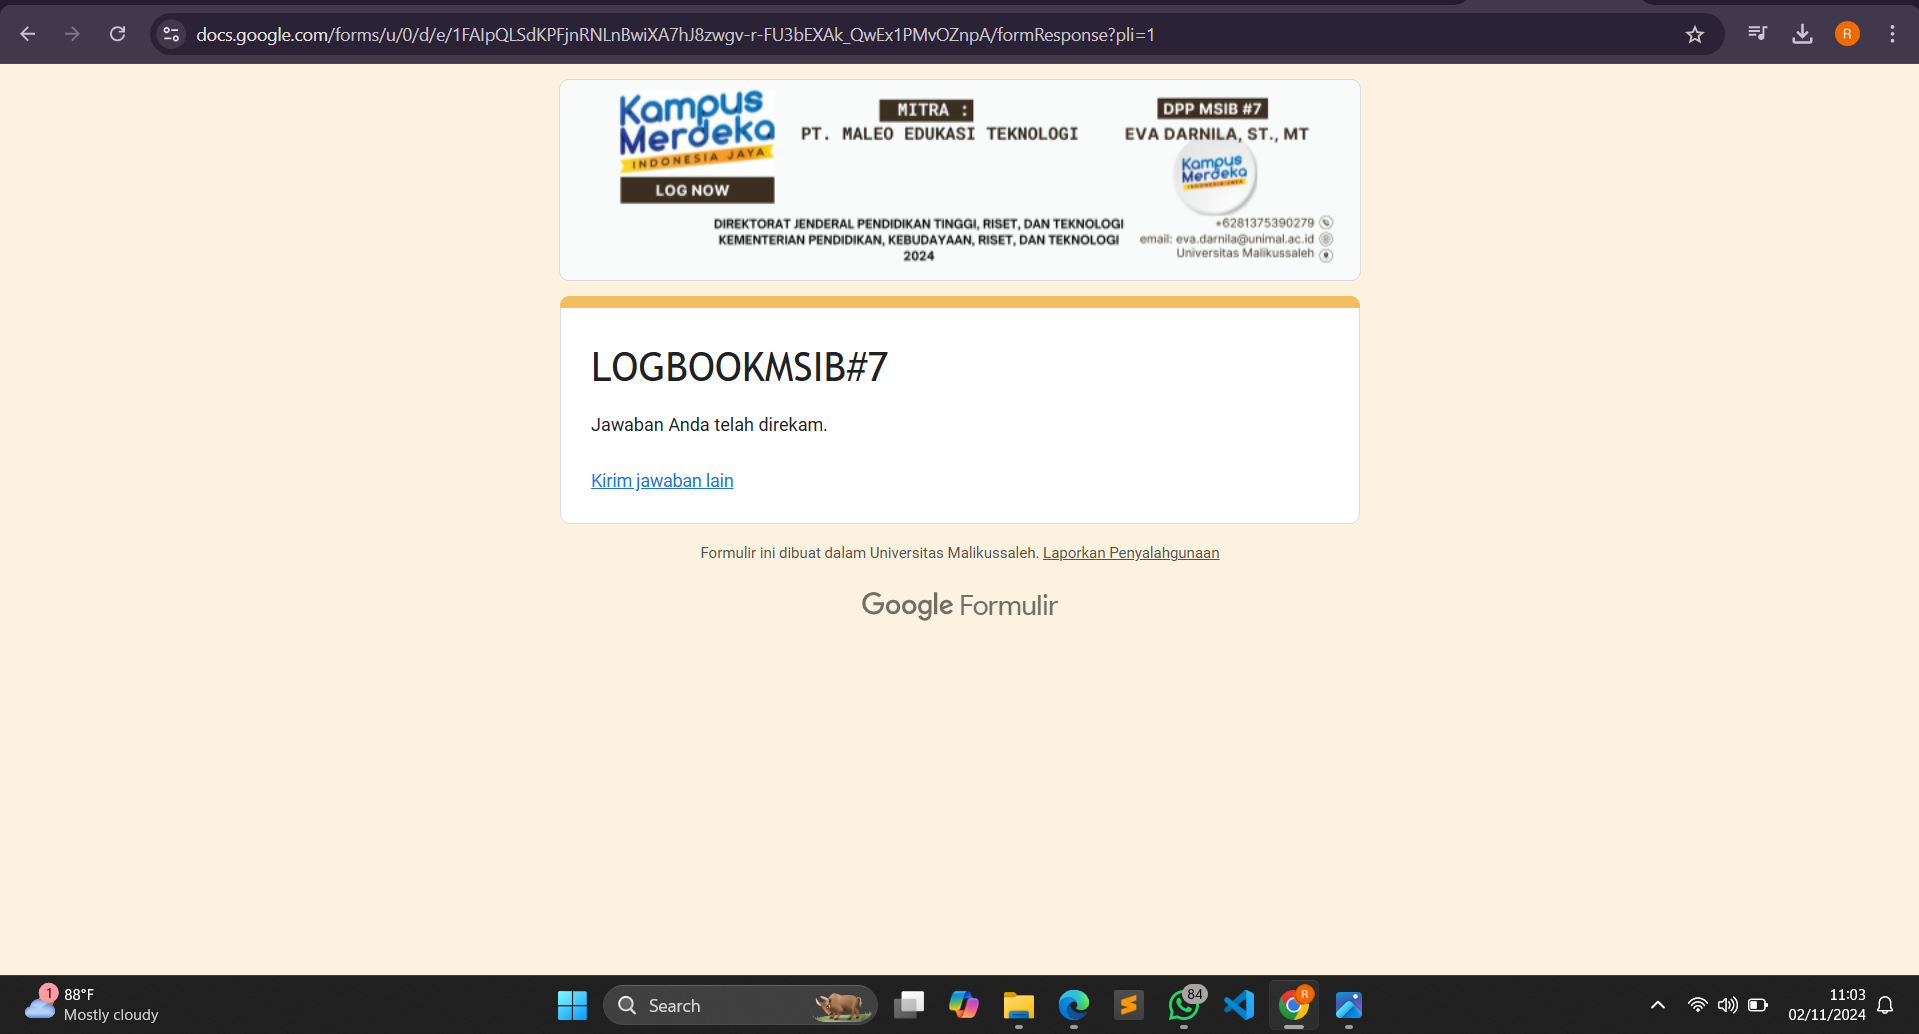 docs.google.com/forms/u/0/d/e/1FAIpQLSdKPFjnRNLnBwiXA7hJ8zwgv-r-FU3bEXAk_QwEx1PMvOZnpA/formResponse?pli=1
R
Kampus
Merdeka
INDONESIA JAYA
LOG NOW
MITRA :
PT. MALEO EDUKASI TEKNOLOGI
DPP MSIB #7
EVA DARNILA, ST., MT
Kampus
Merdeka
INDONESIA JAYA
DIREKTORAT JENDERAL PENDIDIKAN TINGGI, RISET, DAN TEKNOLOGI
KEMENTERIAN PENDIDIKAN, KEBUDAYAAN, RISET, DAN TEKNOLOGI
2024
+6281375390279
email: eva.darnila@unimal.ac.id
Universitas Malikussaleh
LOGBOOKMSIB#7
Jawaban Anda telah direkam.
Kirim jawaban lain
Formulir ini dibuat dalam Universitas Malikussaleh. Laporkan Penyalahgunaan
Google Formulir
1
88°F
Mostly cloudy
Search
84
R
11:03
02/11/2024